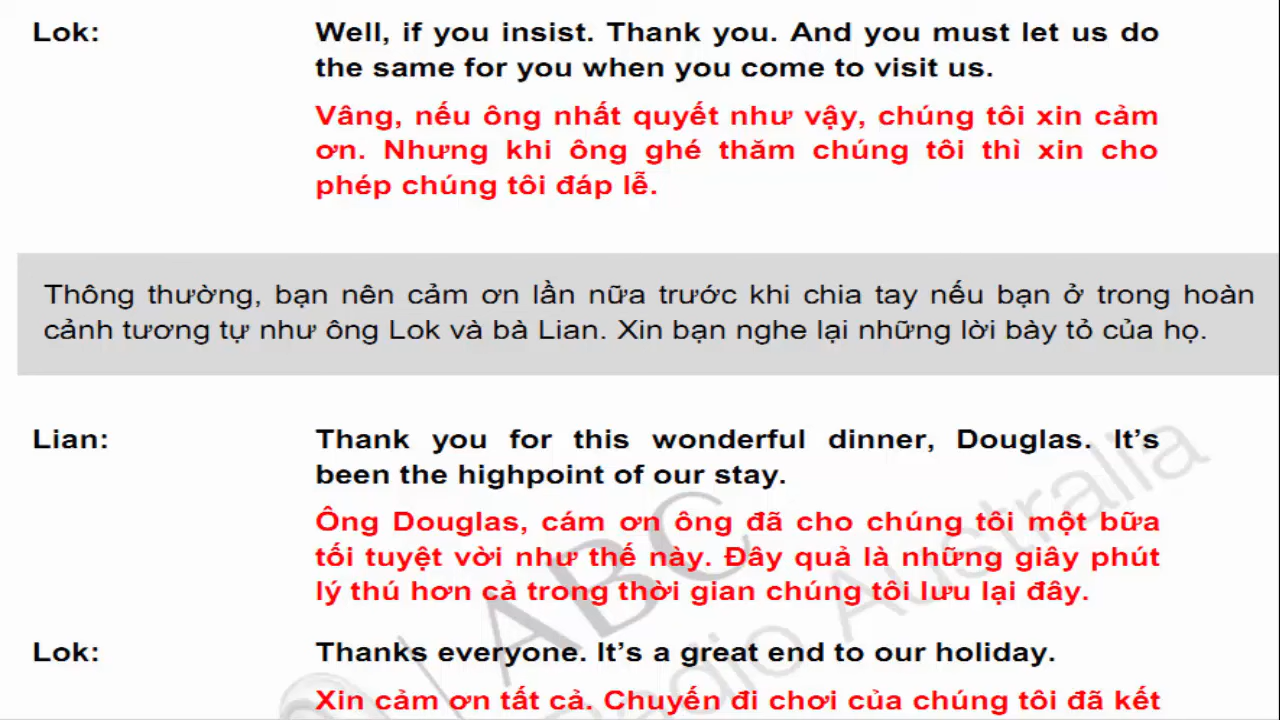 Lok: Well, if you insist. Thank you. And you must let us do
the same for you when you come to visit us.
Vâng, nếu ông nhất quyết như vậy, chúng tôi xin cảm
ơn. Nhưng khi ông ghé thăm chúng tôi thì xin cho
phép chúng tôi đáp lễ.
Thông thường, bạn nên cảm ơn lần nữa trước khi chia tay nếu bạn ở trong hoàn
cảnh tương tự như ông Lok và bà Lian. Xin bạn nghe lại những lời bày tỏ của họ.
Lian: Thank you for this wonderful dinner, Douglas. It's
been the highpoint of our stay.
Ông Douglas, cám ơn ông đã cho chúng tôi một bữa
tối tuyệt vời như thế này. Đây quả là những giây phút
lý thú hơn cả trong thời gian chúng tôi lưu lại đây.
Lok: Thanks everyone. It's a great end to our holiday.
Xin cảm ơn tất cả. Chuyến đi chơi của chúng tôi đã kết
ABC
Radio Australia